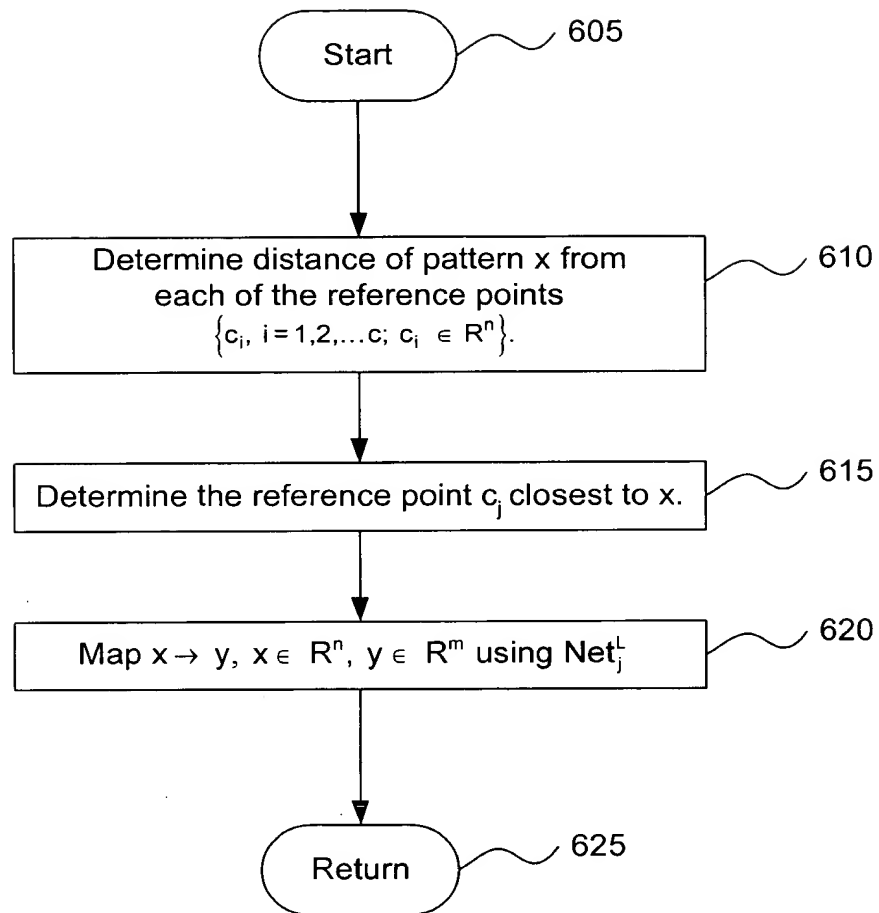 Start
605
Determine distance of pattern x from
each of the reference points
{cᵢ, i = 1,2,...c; cᵢ ∈ Rⁿ}.
610
Determine the reference point cⱼ closest to x.
615
Map x → y, x ∈ Rⁿ, y ∈ Rᵐ using Netⱼᴸ
620
Return
625